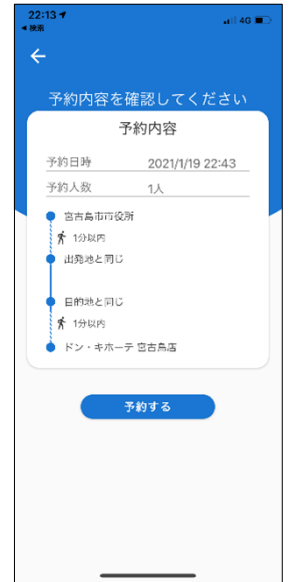 22:13
◀ 検索
4G
予約内容を確認してください
予約内容
予約日時 2021/1/19 22:43
予約人数 1人
宮古島市市役所
1分以内
出発地と同じ
目的地と同じ
1分以内
ドン・キホーテ 宮古島店
予約する